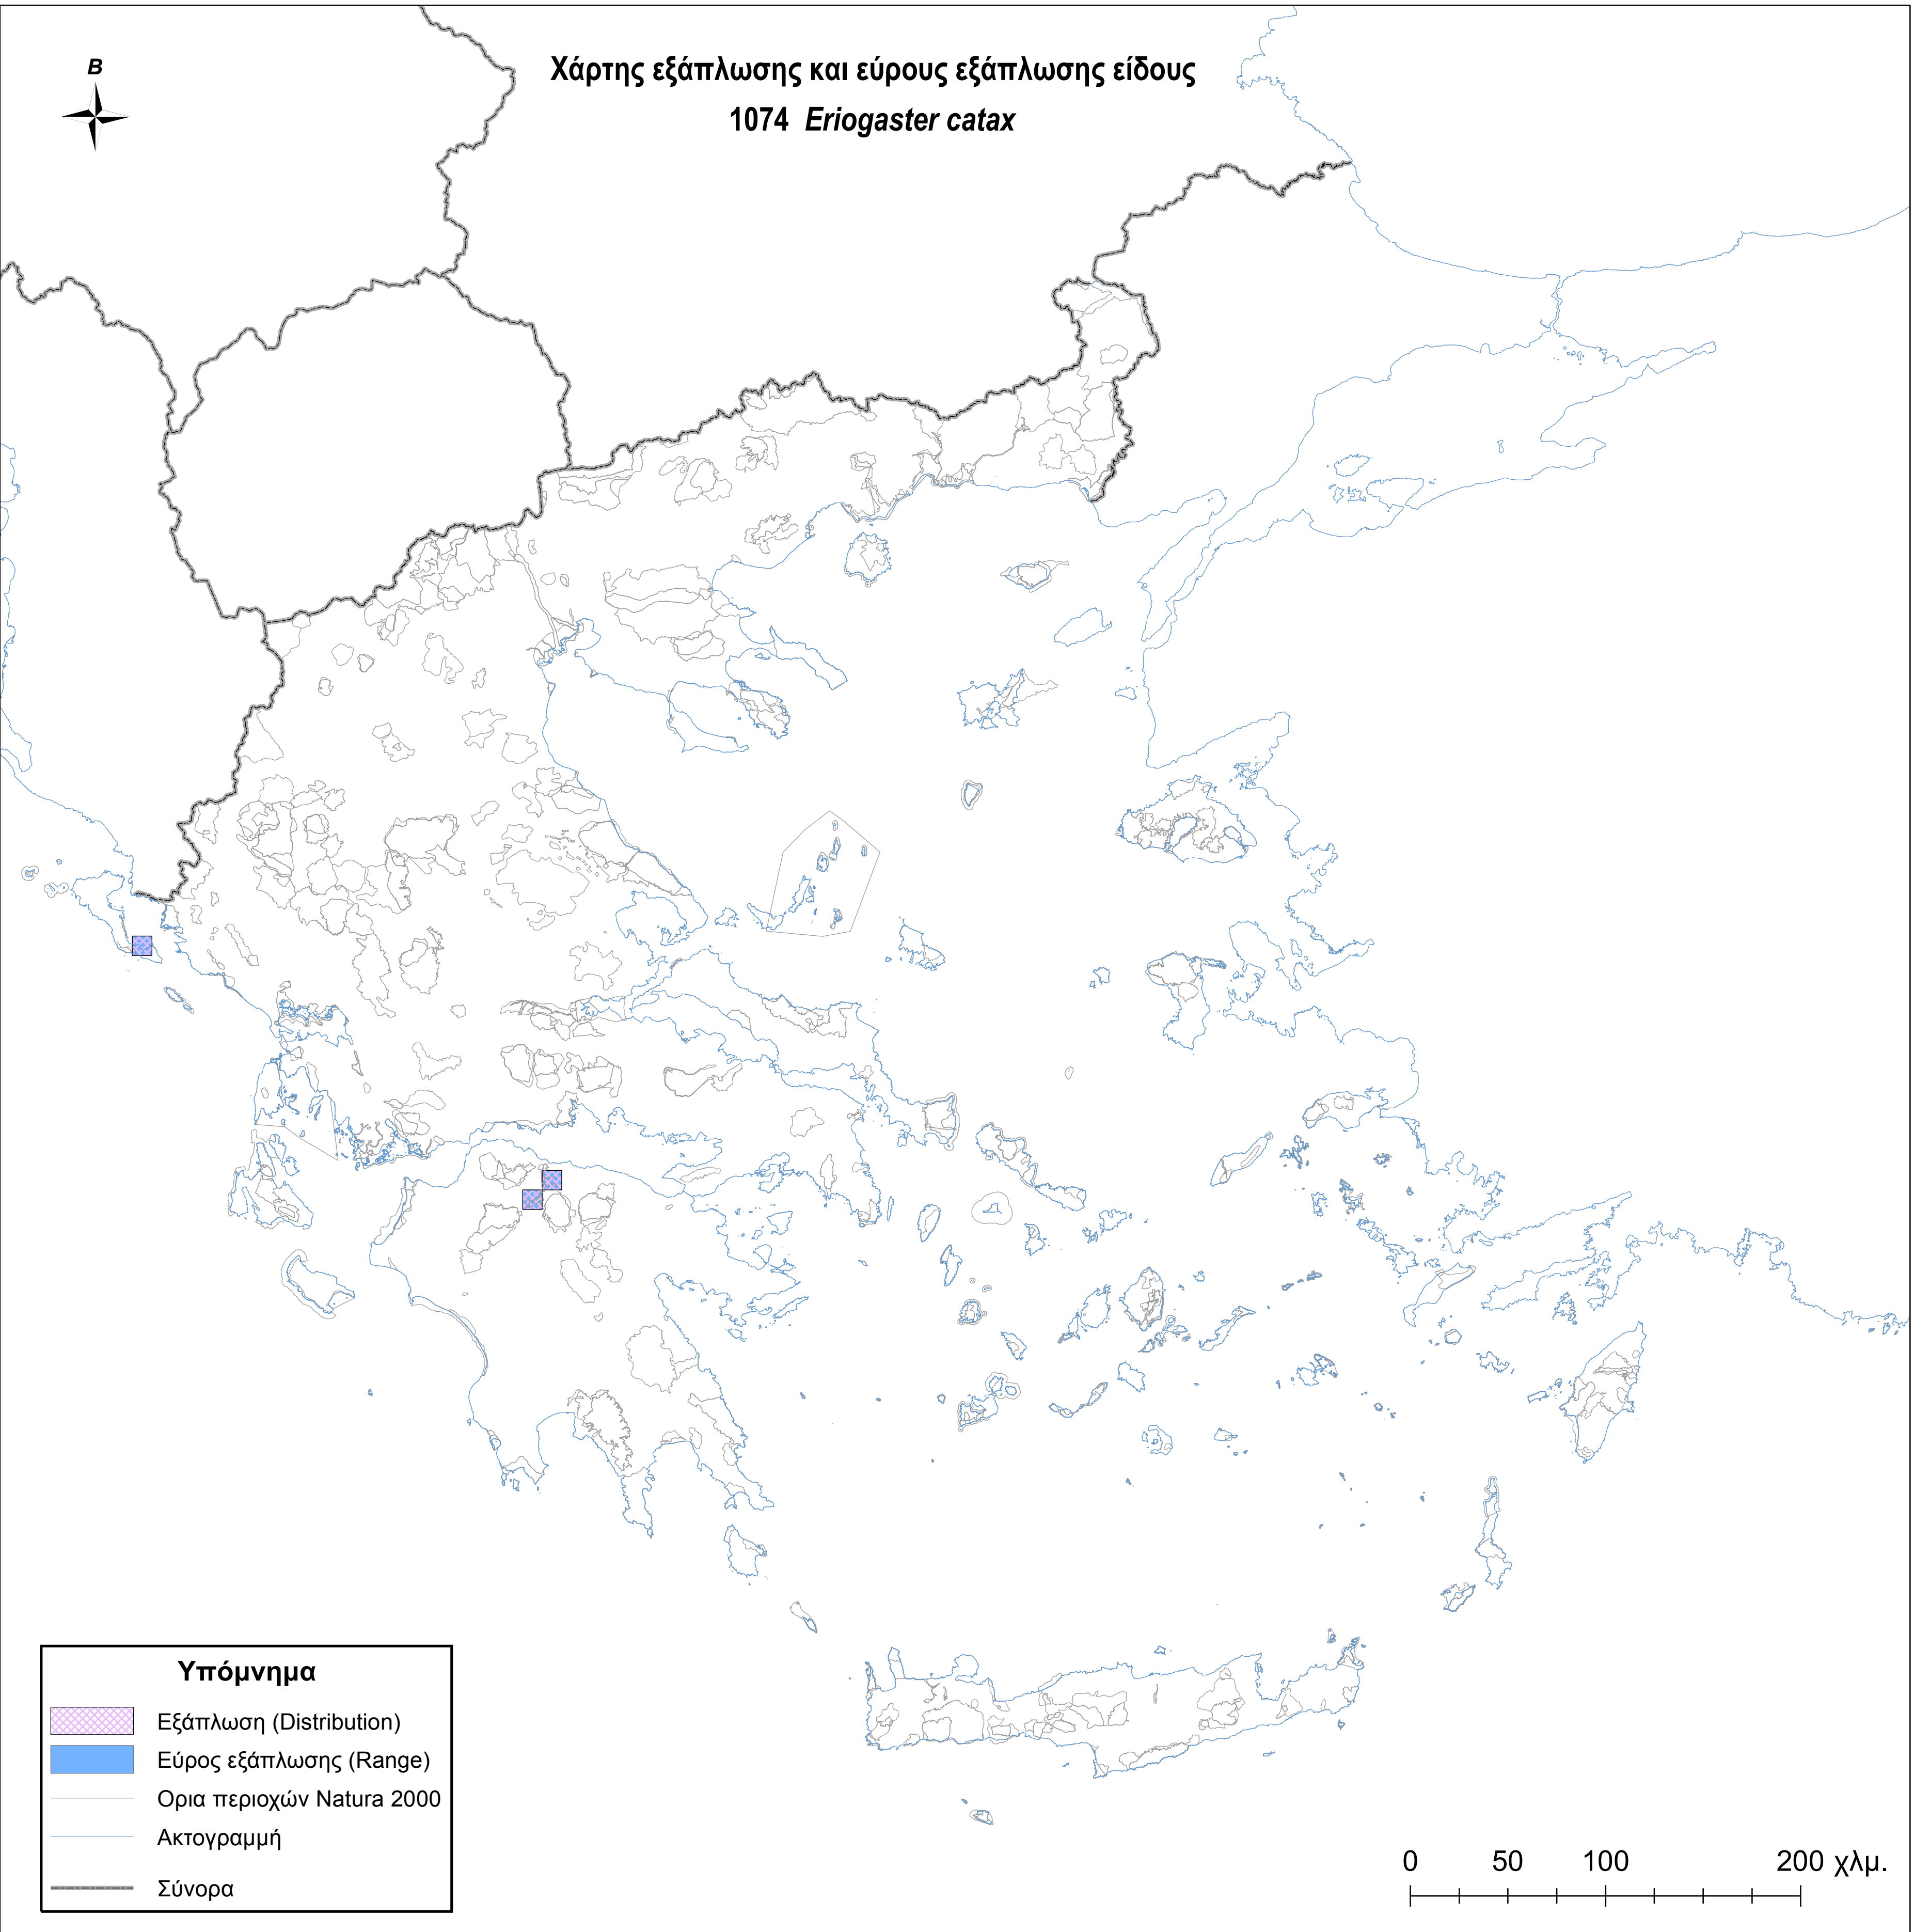 Χάρτης εξάπλωσης και εύρους εξάπλωσης είδους
1074 Eriogaster catax
Β
Υπόμνημα
Εξάπλωση (Distribution)
Εύρος εξάπλωσης (Range)
Ορια περιοχών Natura 2000
Ακτογραμμή
Σύνορα
0 50 100 200 χλμ.